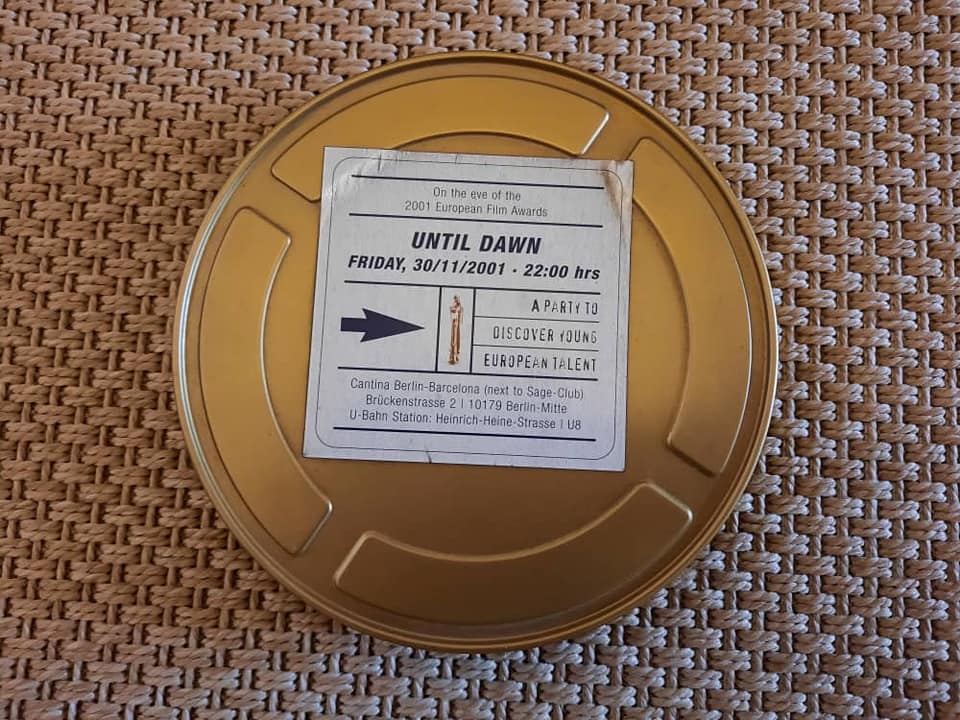 On the eve of the
2001 European Film Awards
UNTIL DAWN
FRIDAY, 30/11/2001 · 22:00 hrs
A PARTY TO
DISCOVER YOUNG
EUROPEAN TALENT
Cantina Berlin-Barcelona (next to Sage-Club)
Brückenstrasse 2 | 10179 Berlin-Mitte
U-Bahn Station: Heinrich-Heine-Strasse | U8